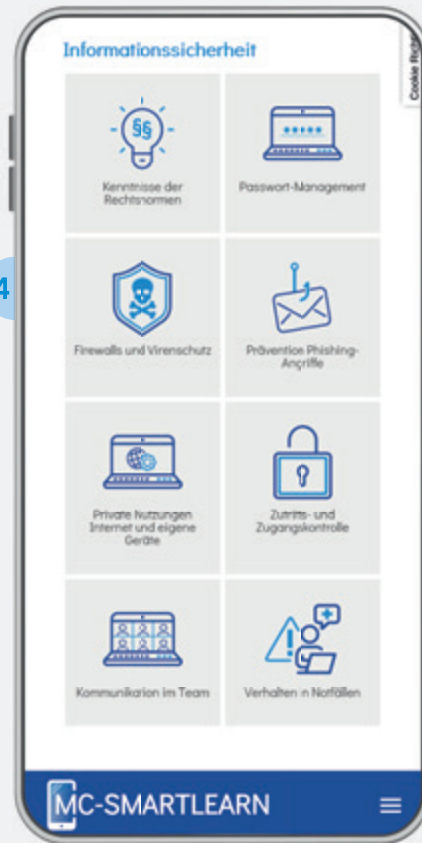 Informationssicherheit
Cookie Richt
§§
Kenntnisse der
Rechtsnormen
Passwort-Management
Firewalls und Virenschutz
Prävention Phishing-
Angriffe
4
Private Nutzungen
Internet und eigene
Geräte
Zutritts- und
Zugangskontrolle
Kommunikation im Team
Verhalten n Notfällen
MC-SMARTLEARN